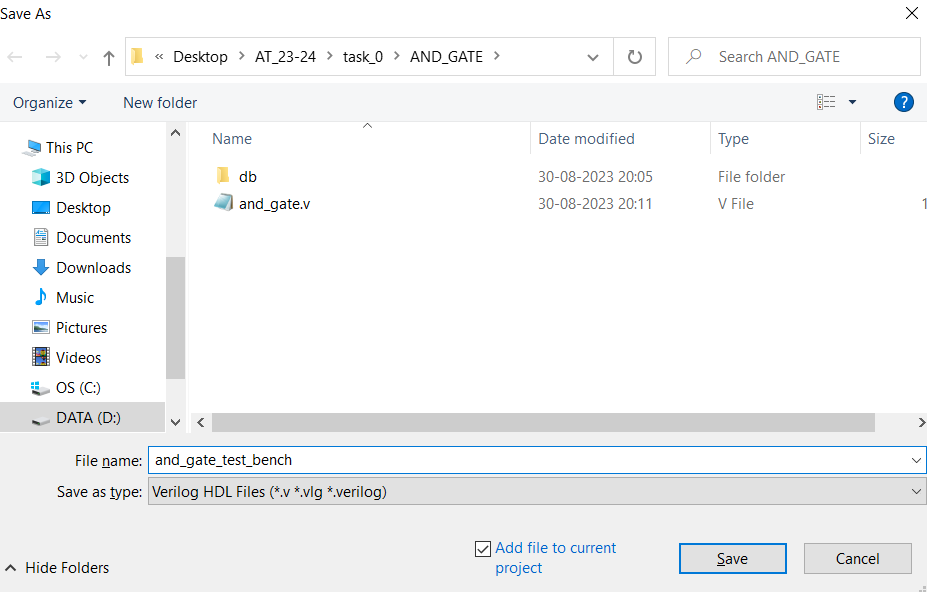 Save As
« Desktop > AT_23-24 > task_0 > AND_GATE >
Search AND_GATE
Organize
New folder
?
This PC
3D Objects
Desktop
Documents
Downloads
Music
Pictures
Videos
OS (C:)
DATA (D:)
Name Date modified Type Size
db 30-08-2023 20:05 File folder
and_gate.v 30-08-2023 20:11 V File 1
File name: and_gate_test_bench
Save as type: Verilog HDL Files (*.v *.vlg *.verilog)
Add file to current
project
Save
Cancel
Hide Folders